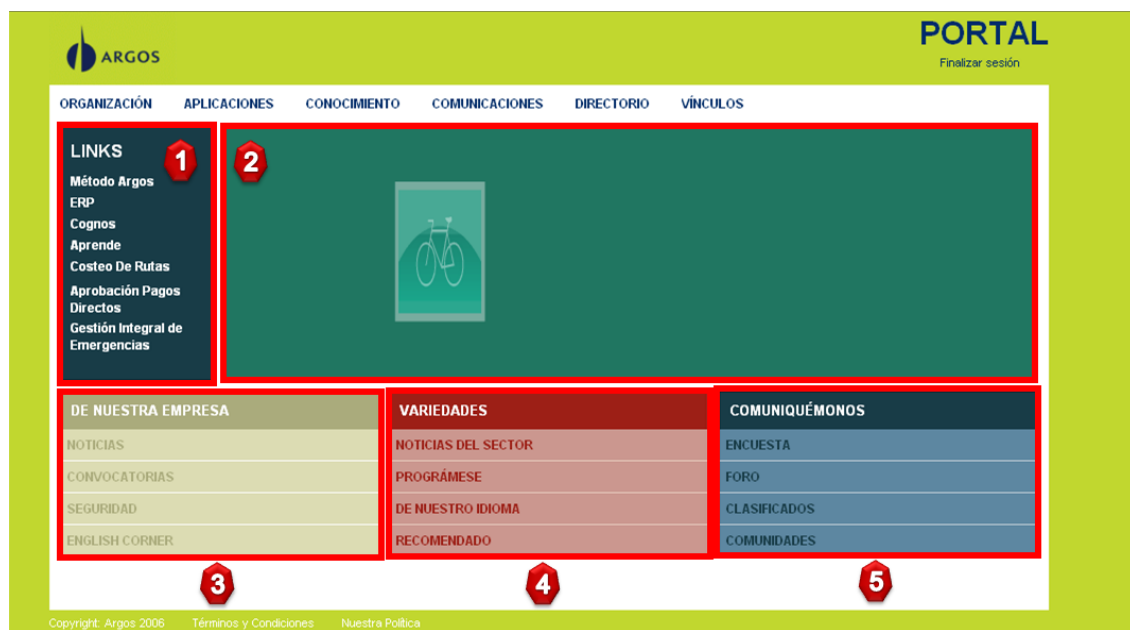 ARGOS
PORTAL
Finalizar sesión
ORGANIZACIÓN APLICACIONES CONOCIMIENTO COMUNICACIONES DIRECTORIO VÍNCULOS
LINKS
1
Método Argos
ERP
Cognos
Aprende
Costeo De Rutas
Aprobación Pagos
Directos
Gestión Integral de
Emergencias
2
DE NUESTRA EMPRESA
NOTICIAS
CONVOCATORIAS
SEGURIDAD
ENGLISH CORNER
3
VARIEDADES
NOTICIAS DEL SECTOR
PROGRÁMESE
DE NUESTRO IDIOMA
RECOMENDADO
4
COMUNIQUÉMONOS
ENCUESTA
FORO
CLASIFICADOS
COMUNIDADES
5
Copyright: Argos 2006 Términos y Condiciones Nuestra Política